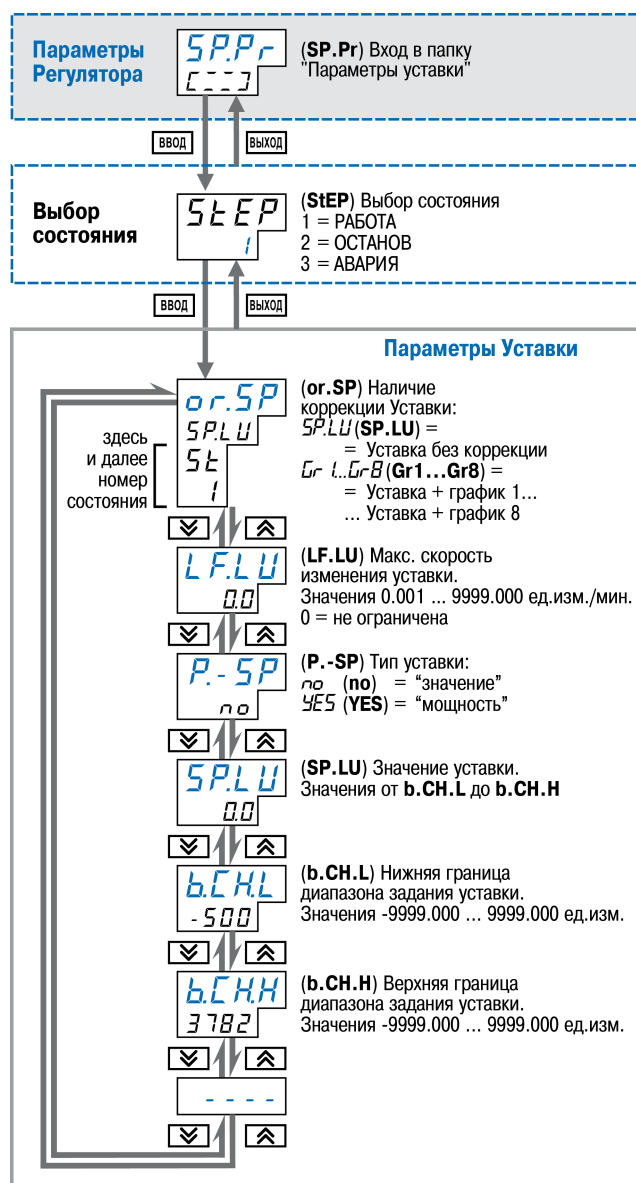 Параметры
Регулятора
SP.Pr
[---]
(SP.Pr) Вход в папку
"Параметры уставки"
ВВОД
ВЫХОД
Выбор
состояния
StEP
1
(StEP) Выбор состояния
1 = РАБОТА
2 = ОСТАНОВ
3 = АВАРИЯ
ВВОД
ВЫХОД
Параметры Уставки
or.SP
SP.LU
St
1
здесь
и далее
номер
состояния
(or.SP) Наличие
коррекции Уставки:
SP.LU (SP.LU) =
= Уставка без коррекции
Gr 1...Gr8 (Gr1...Gr8) =
= Уставка + график 1...
... Уставка + график 8
LF.LU
0.0
(LF.LU) Макс. скорость
изменения уставки.
Значения 0.001 ... 9999.000 ед.изм./мин.
0 = не ограничена
P.-SP
no
(P.-SP) Тип уставки:
no (no) = “значение”
YES (YES) = “мощность”
SP.LU
0.0
(SP.LU) Значение уставки.
Значения от b.CH.L до b.CH.H
b.CH.L
-500
(b.CH.L) Нижняя граница
диапазона задания уставки.
Значения -9999.000 ... 9999.000 ед.изм.
b.CH.H
3782
(b.CH.H) Верхняя граница
диапазона задания уставки.
Значения -9999.000 ... 9999.000 ед.изм.
- - - -